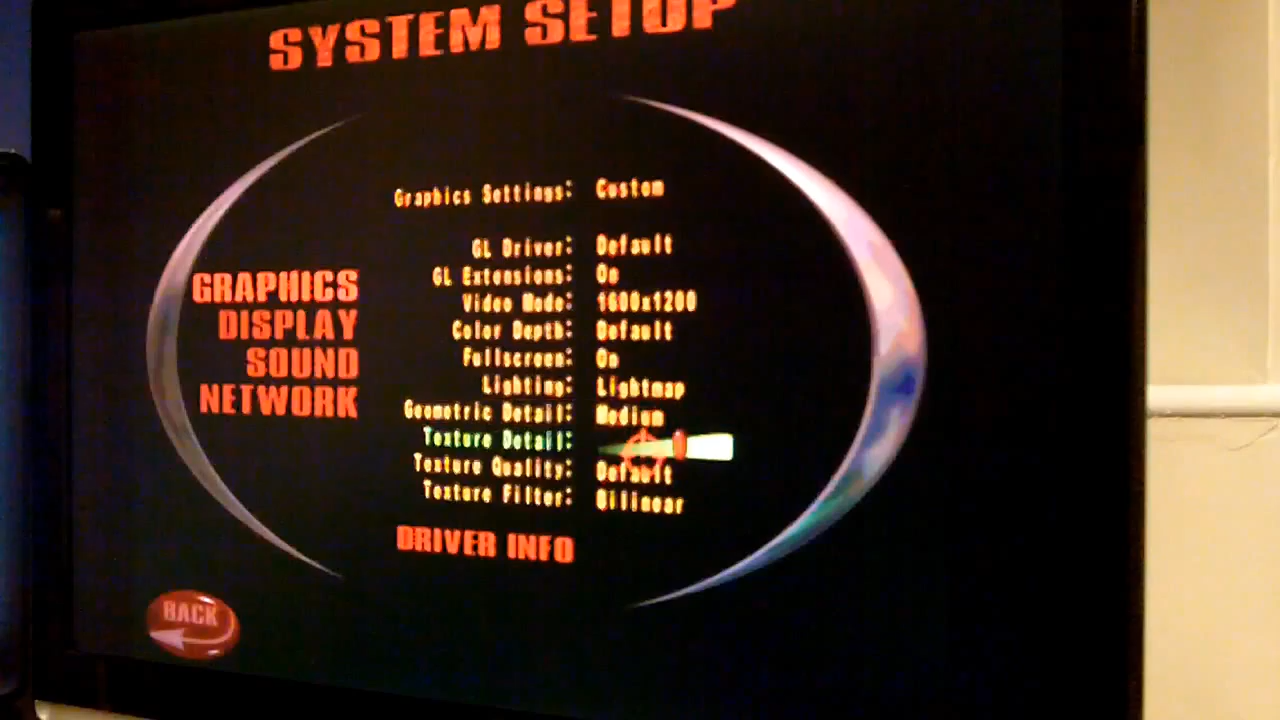 SYSTEM SETUP
Graphics Settings: Custom
GL Driver: Default
GL Extensions: On
Video Mode: 1600x1200
Color Depth: Default
Fullscreen: On
Lighting: Lightmap
Geometric Detail: Medium
Texture Detail:
Texture Quality: Default
Texture Filter: Bilinear
GRAPHICS
DISPLAY
SOUND
NETWORK
DRIVER INFO
BACK